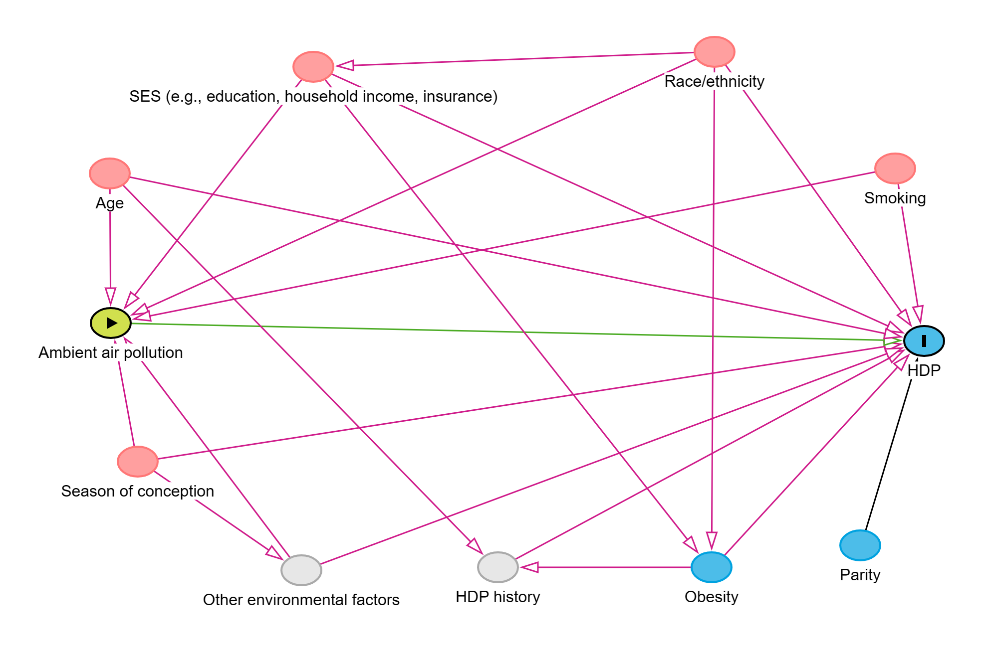 Race/ethnicity
SES (e.g., education, household income, insurance)
Smoking
Age
Ambient air pollution
HDP
Season of conception
Parity
HDP history
Obesity
Other environmental factors